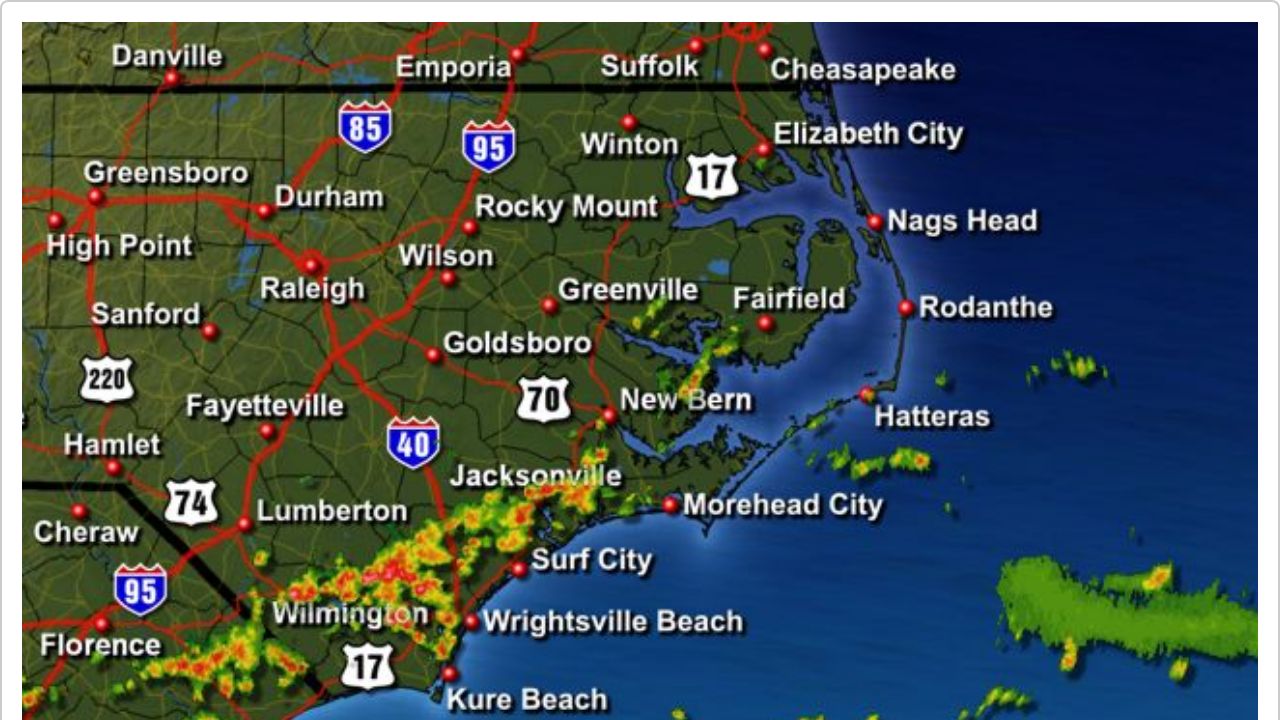 Danville
Emporia
Suffolk
Cheasapeake
85
95
Winton
Elizabeth City
17
Greensboro
Durham
Rocky Mount
Nags Head
High Point
Wilson
Raleigh
Greenville
Fairfield
Rodanthe
Sanford
Goldsboro
220
70
New Bern
Fayetteville
Hatteras
Hamlet
40
Jacksonville
74
Lumberton
Morehead City
Cheraw
Surf City
95
Wilmington
Wrightsville Beach
Florence
17
Kure Beach